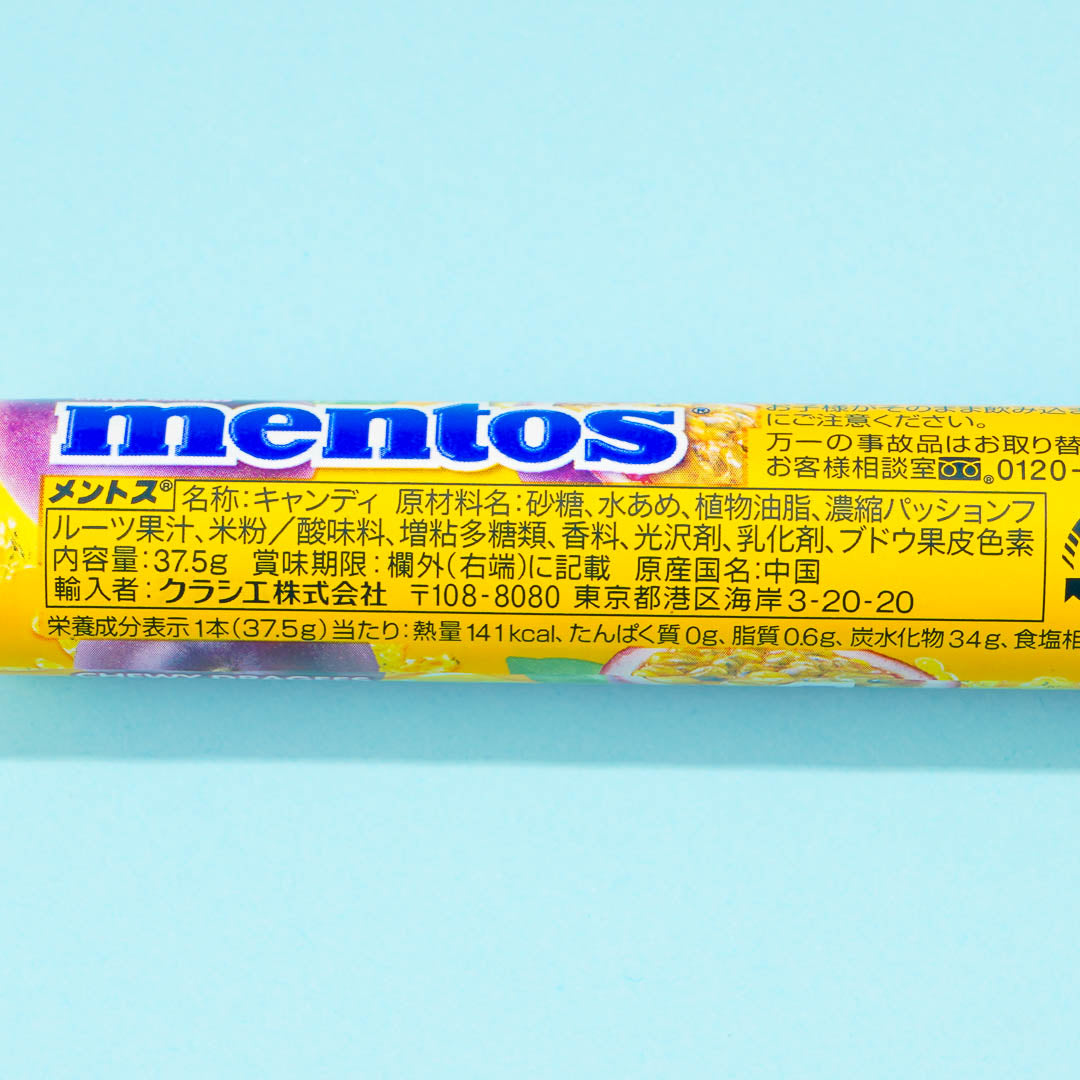 mentos®
にご注意ください。
万一の事故品はお取り替
お客様相談室 ® 0120-
メントス® 名称:キャンディ 原材料名:砂糖、水あめ、植物油脂、濃縮パッションフ
ルーツ果汁、米粉/酸味料、増粘多糖類、香料、光沢剤、乳化剤、ブドウ果皮色素
内容量:37.5g 賞味期限:欄外(右端)に記載 原産国名:中国
輸入者:クラシエ株式会社 〒108-8080 東京都港区海岸3-20-20
栄養成分表示1本(37.5g)当たり:熱量141kcal、たんぱく質0g、脂質0.6g、炭水化物34g、食塩相
CHEWY DRAGEES